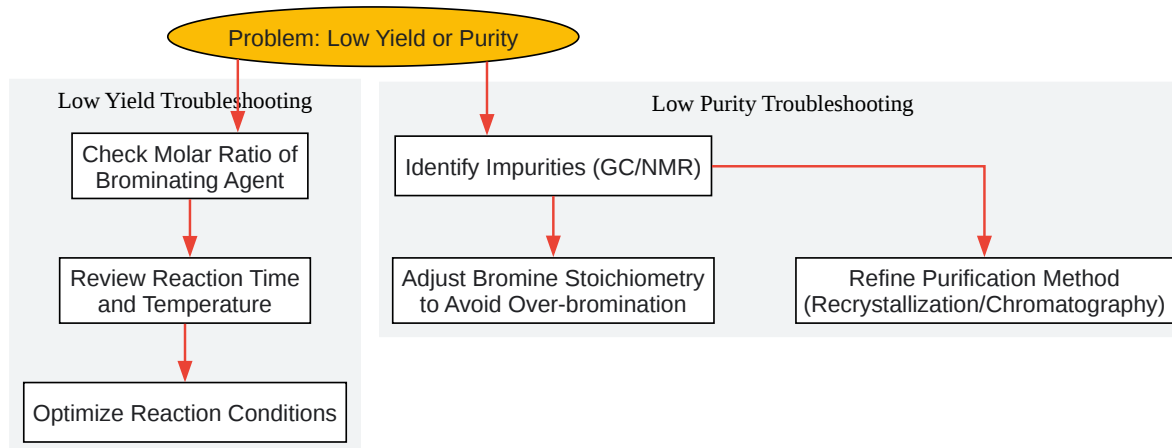 Problem: Low Yield or Purity
Low Yield Troubleshooting
Check Molar Ratio of
Brominating Agent
Review Reaction Time
and Temperature
Optimize Reaction Conditions
Low Purity Troubleshooting
Identify Impurities (GC/NMR)
Adjust Bromine Stoichiometry
to Avoid Over-bromination
Refine Purification Method
(Recrystallization/Chromatography)